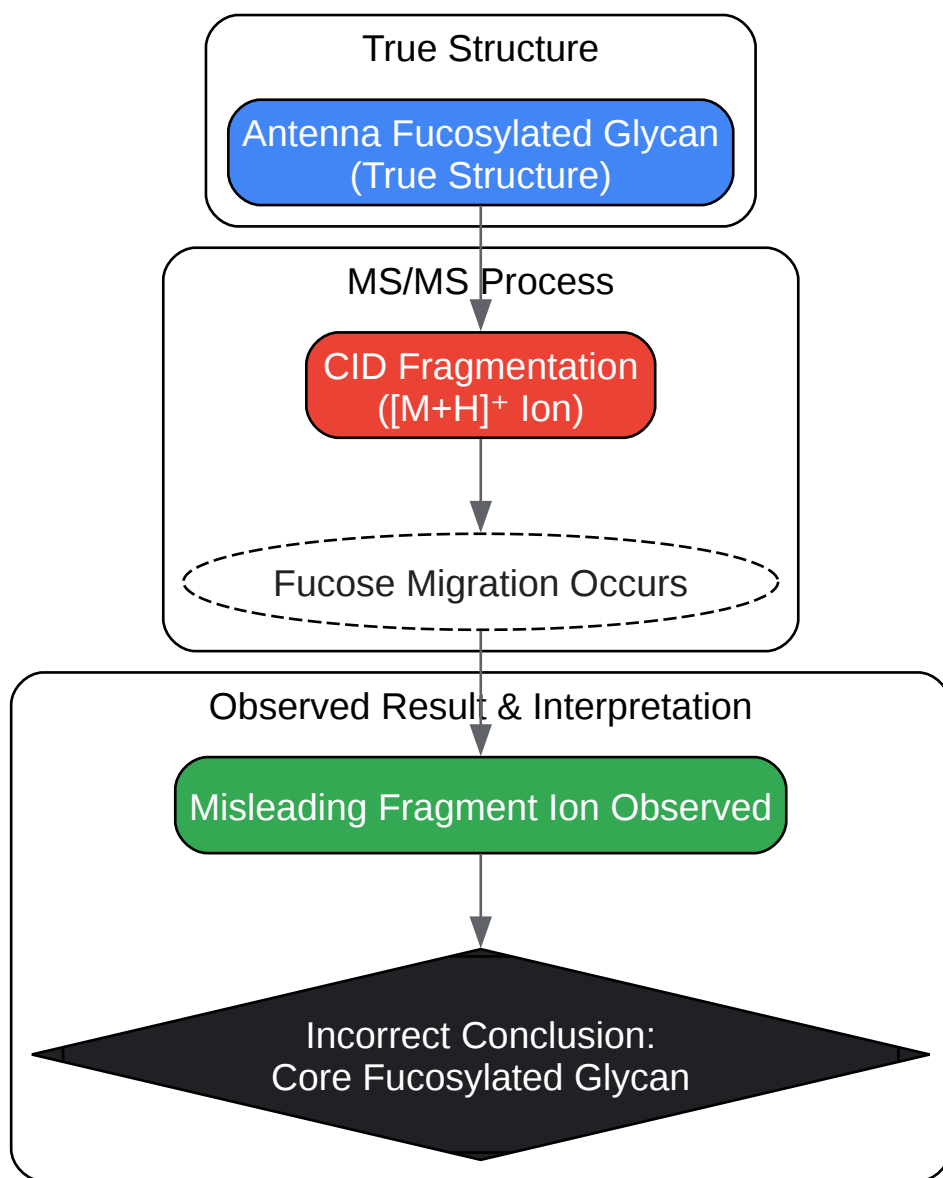 True Structure
Antenna Fucosylated Glycan
(True Structure)
MS/MS Process
CID Fragmentation
([M+H]⁺ Ion)
Fucose Migration Occurs
Observed Result & Interpretation
Misleading Fragment Ion Observed
Incorrect Conclusion:
Core Fucosylated Glycan